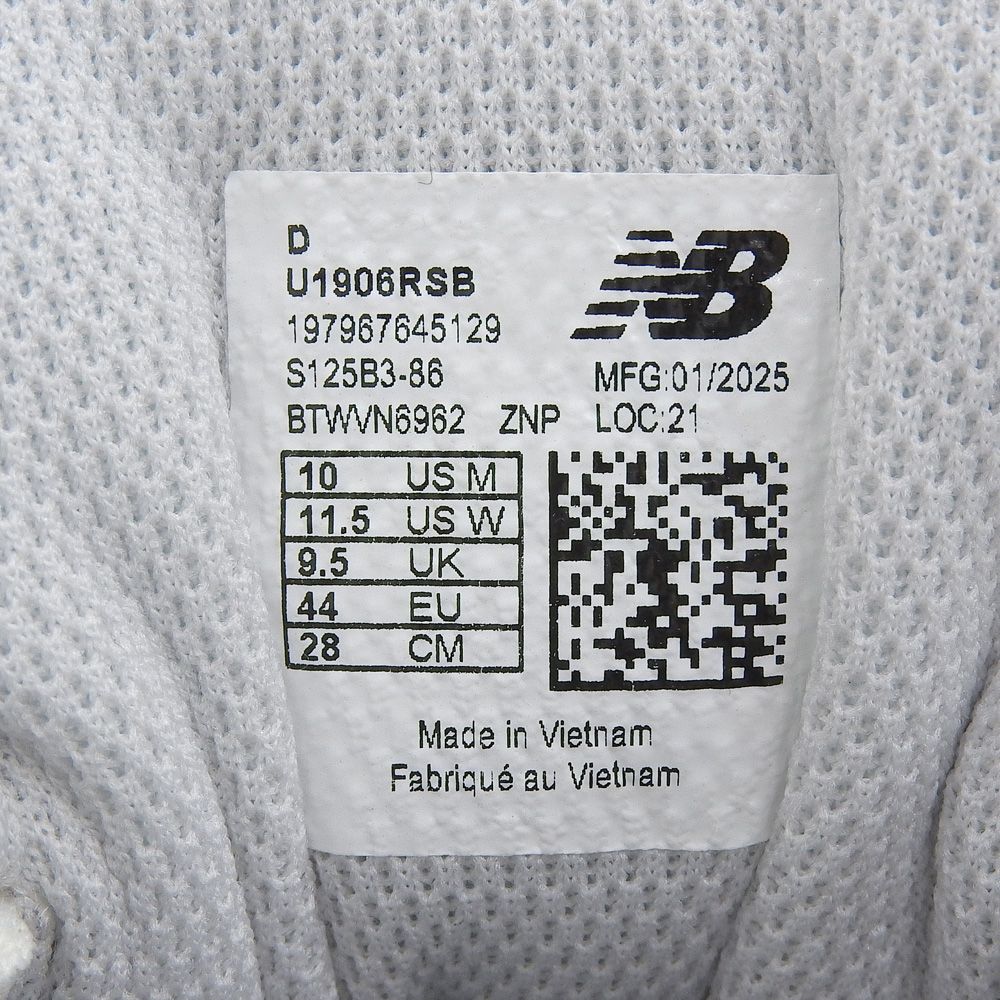 D
U1906RSB
197967645129
S125B3-86
MFG:01/2025
BTWVN6962 ZNP LOC:21
10 US M
11.5 US W
9.5 UK
44 EU
28 CM
Made in Vietnam
Fabriqué au Vietnam
NB